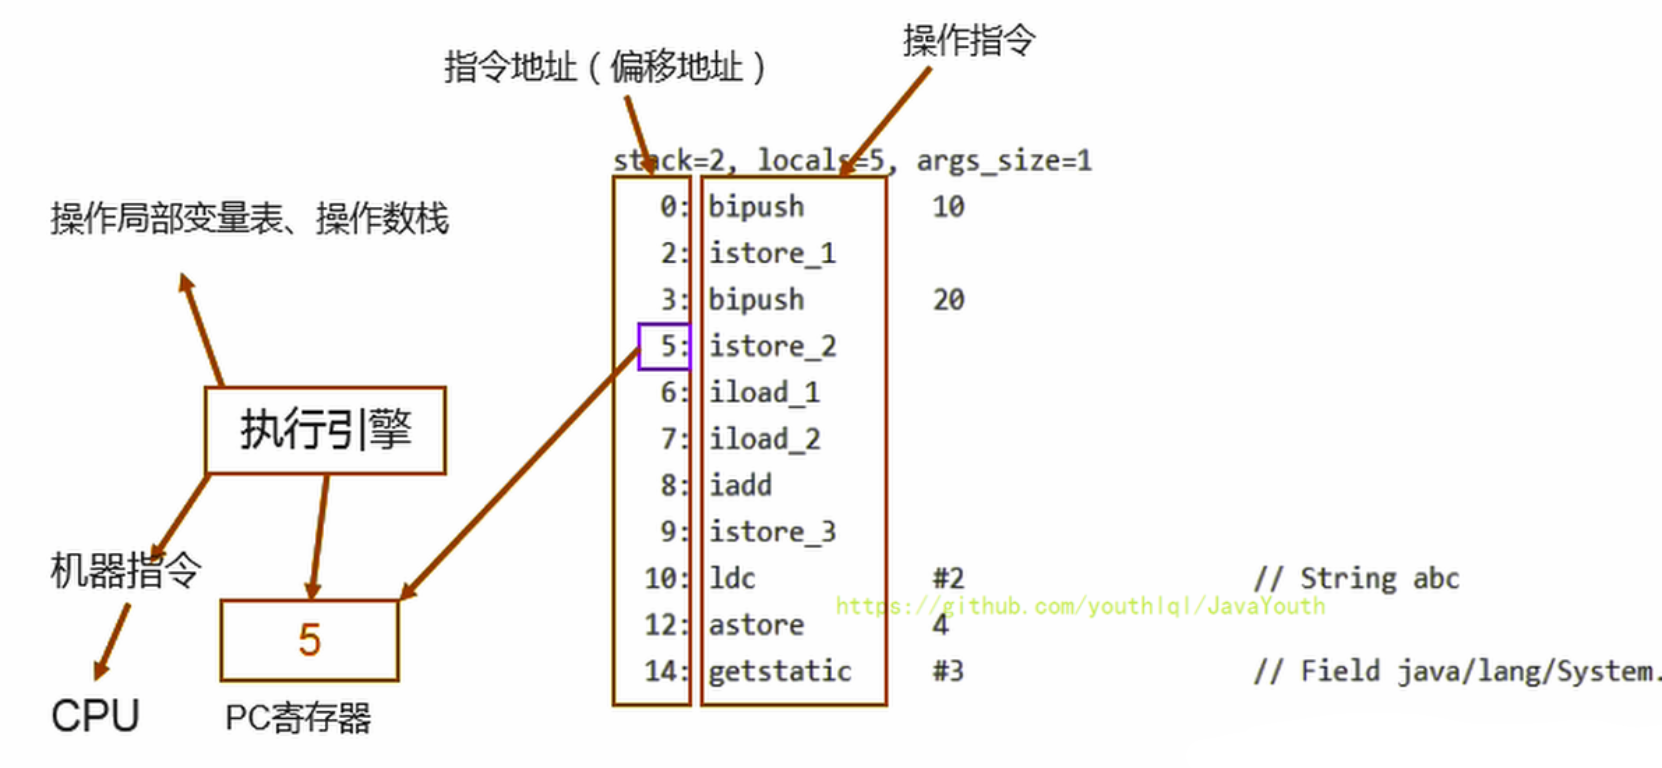 操作指令
指令地址（偏移地址）
stack=2, locals=5, args_size=1
操作局部变量表、操作数栈
0: bipush 10
2: istore_1
3: bipush 20
5: istore_2
6: iload_1
7: iload_2
8: iadd
9: istore_3
10: ldc #2 // String abc
https://github.com/youthlql/JavaYouth
12: astore 4
14: getstatic #3 // Field java/lang/System.
执行引擎
机器指令
5
CPU
PC寄存器